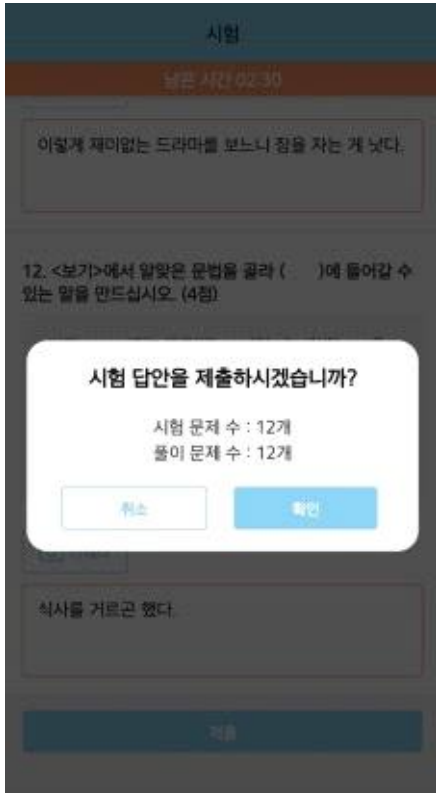 시험
남은 시간 02:30
이렇게 재미없는 드라마를 보느니 잠을 자는 게 낫다.
12. <보기>에서 알맞은 문법을 골라 (      )에 들어갈 수
있는 말을 만드십시오. (4점)
시험 답안을 제출하시겠습니까?
시험 문제 수 : 12개
풀이 문제 수 : 12개
취소
확인
식사를 거르곤 했다.
제출